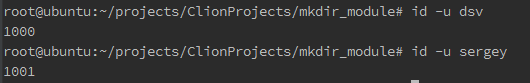 root@ubuntu:~/projects/ClionProjects/mkdir_module# id -u dsv
1000
root@ubuntu:~/projects/ClionProjects/mkdir_module# id -u sergey
1001